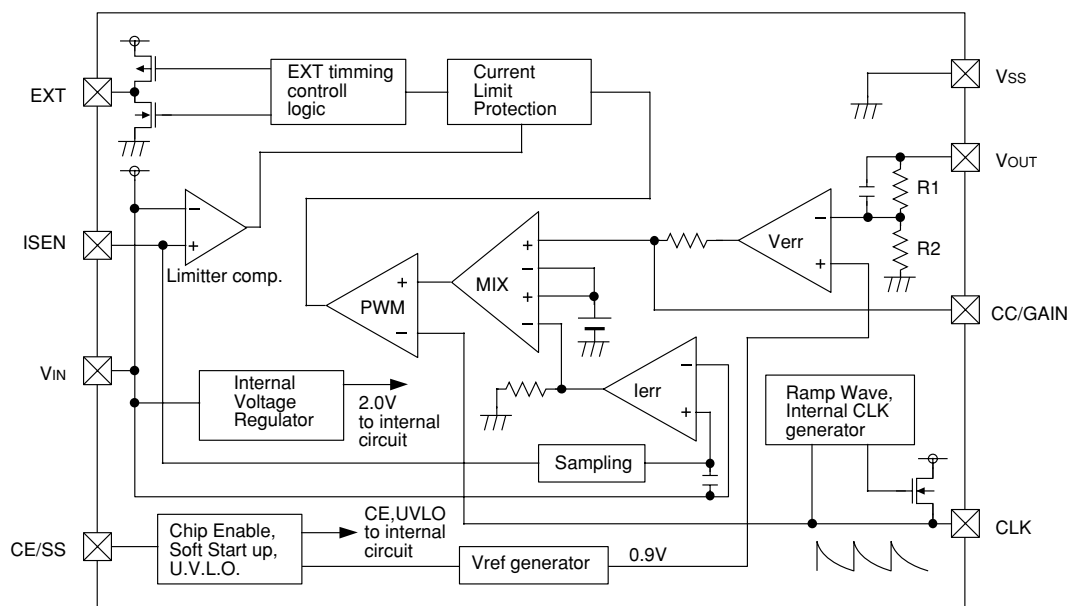 EXT
EXT timming
controll
logic
Current
Limit
Protection
VSS
VOUT
R1
R2
ISEN
−
+
Limitter comp.
+
−
PWM
+
−
+
−
MIX
−
+
Verr
CC/GAIN
VIN
Internal
Voltage
Regulator
2.0V
to internal
circuit
Ierr
−
+
Ramp Wave,
Internal CLK
generator
Sampling
CE/SS
Chip Enable,
Soft Start up,
U.V.L.O.
CE,UVLO
to internal
circuit
Vref generator
0.9V
CLK